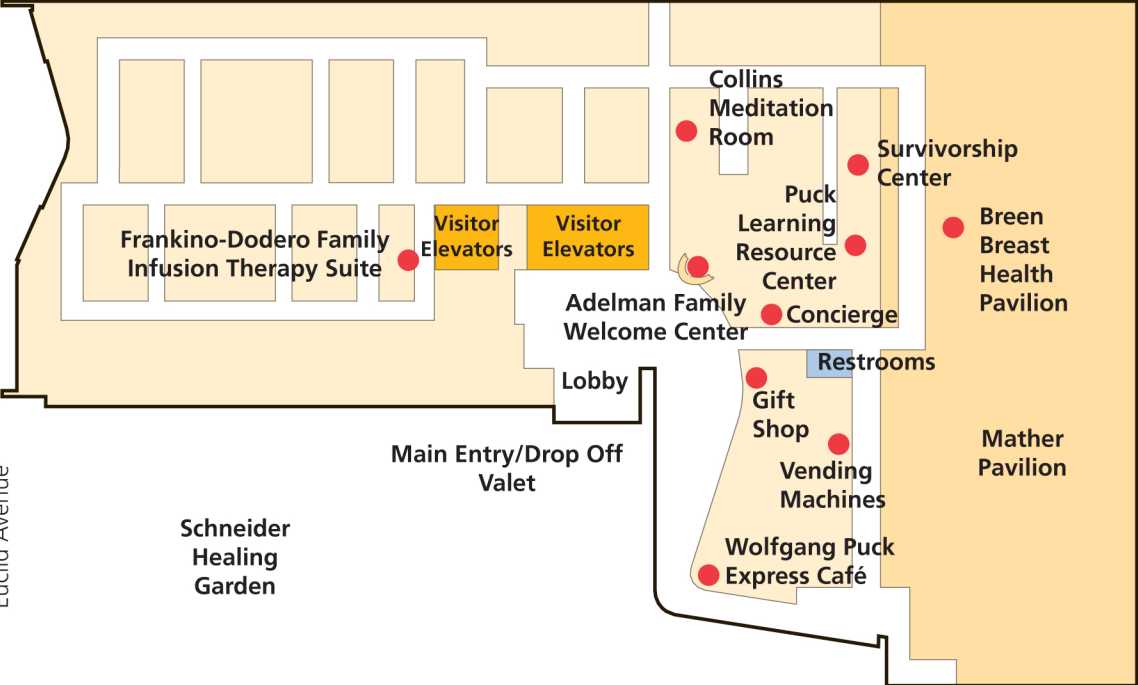 Collins
Meditation
Room
Survivorship
Center
Puck
Learning
Resource
Center
Breen
Breast
Health
Pavilion
Visitor
Elevators
Visitor
Elevators
Frankino-Dodero Family
Infusion Therapy Suite
Adelman Family
Welcome Center
Concierge
Restrooms
Lobby
Gift
Shop
Main Entry/Drop Off
Valet
Vending
Machines
Mather
Pavilion
Schneider
Healing
Garden
Wolfgang Puck
Express Café
Euclid Avenue